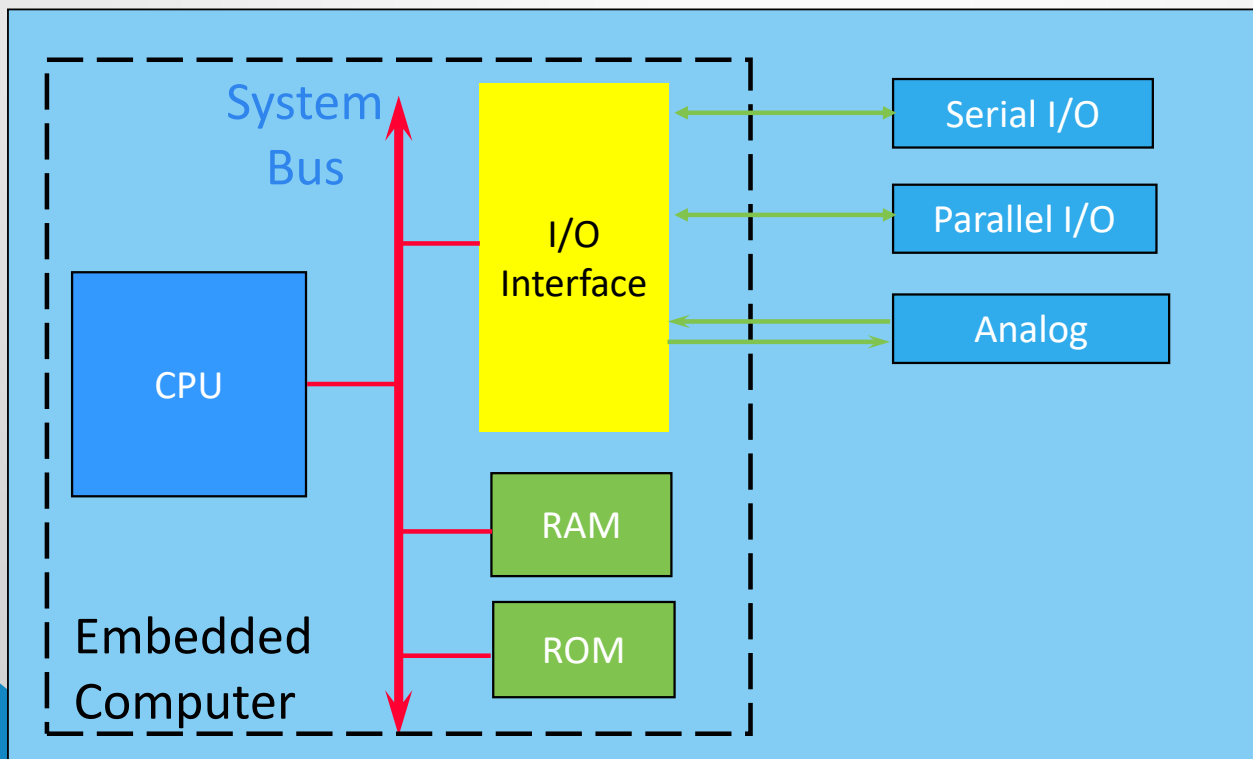 System
Bus
I/O
Interface
Serial I/O
Parallel I/O
Analog
CPU
RAM
ROM
Embedded
Computer